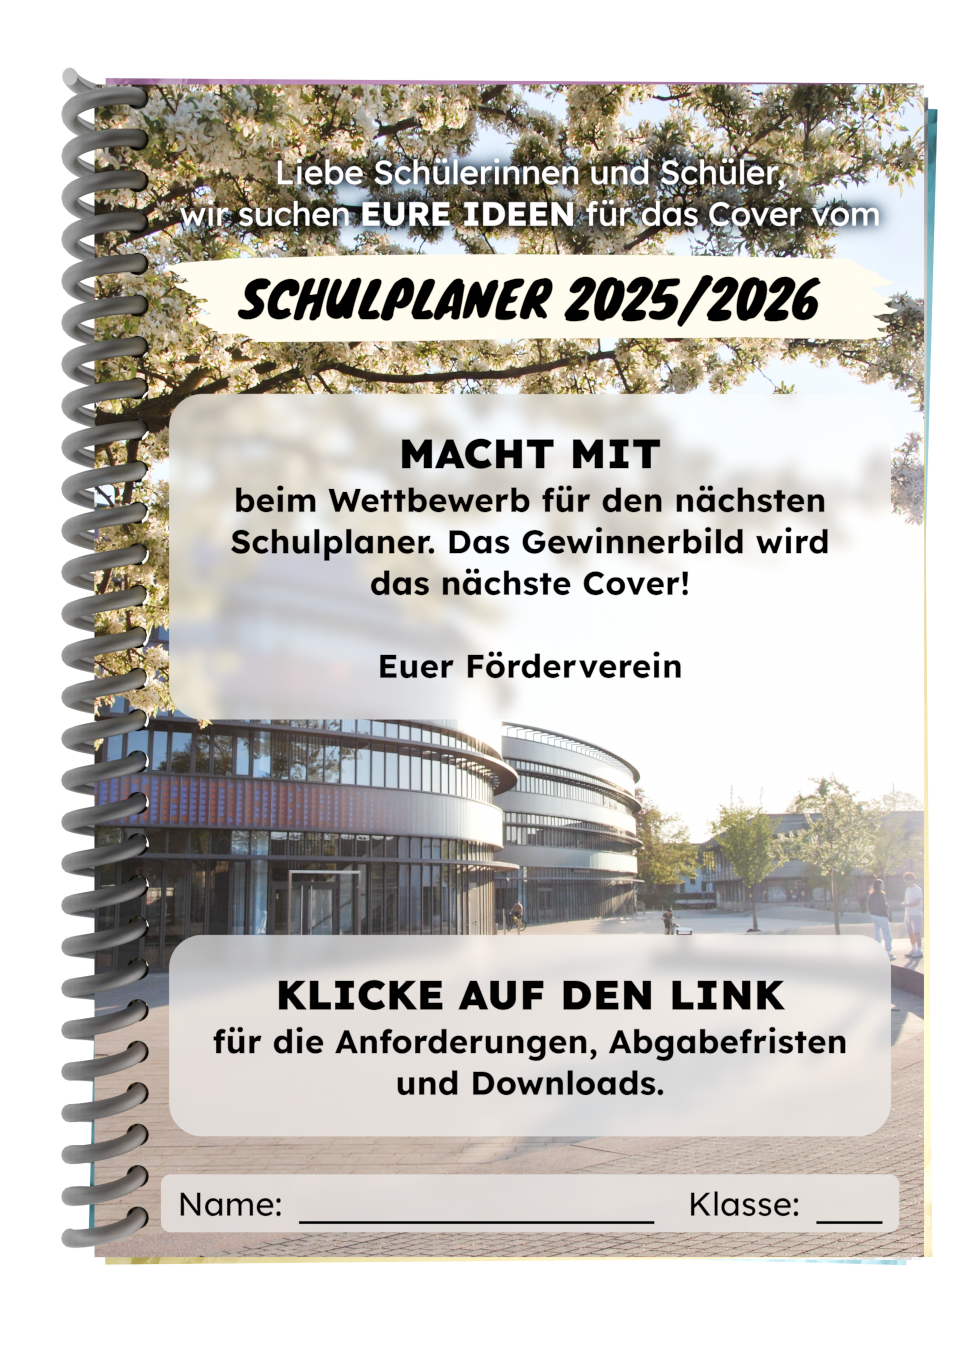 Liebe Schülerinnen und Schüler,
wir suchen EURE IDEEN für das Cover vom
SCHULPLANER 2025/2026
MACHT MIT
beim Wettbewerb für den nächsten
Schulplaner. Das Gewinnerbild wird
das nächste Cover!
Euer Förderverein
KLICKE AUF DEN LINK
für die Anforderungen, Abgabefristen
und Downloads.
Name: Klasse: